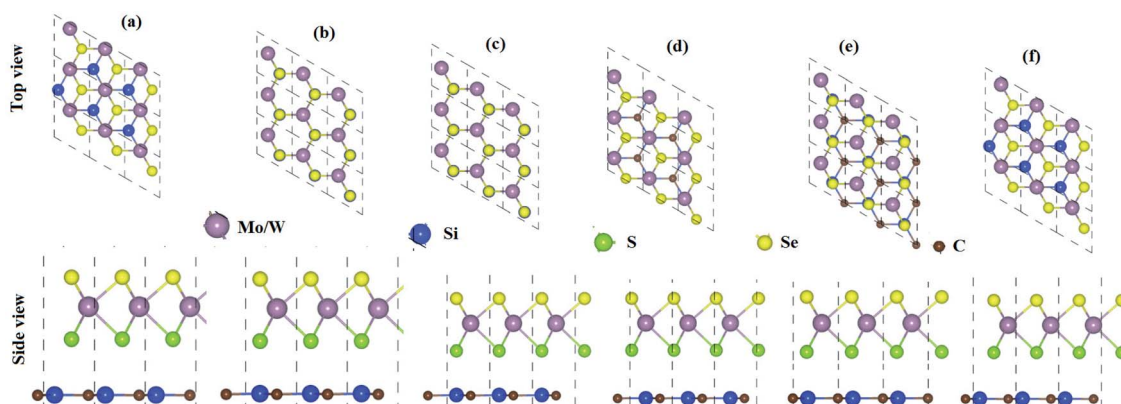 (a)
(b)
(c)
(d)
(e)
(f)
Top view
Mo/W
Si
S
Se
C
Side view